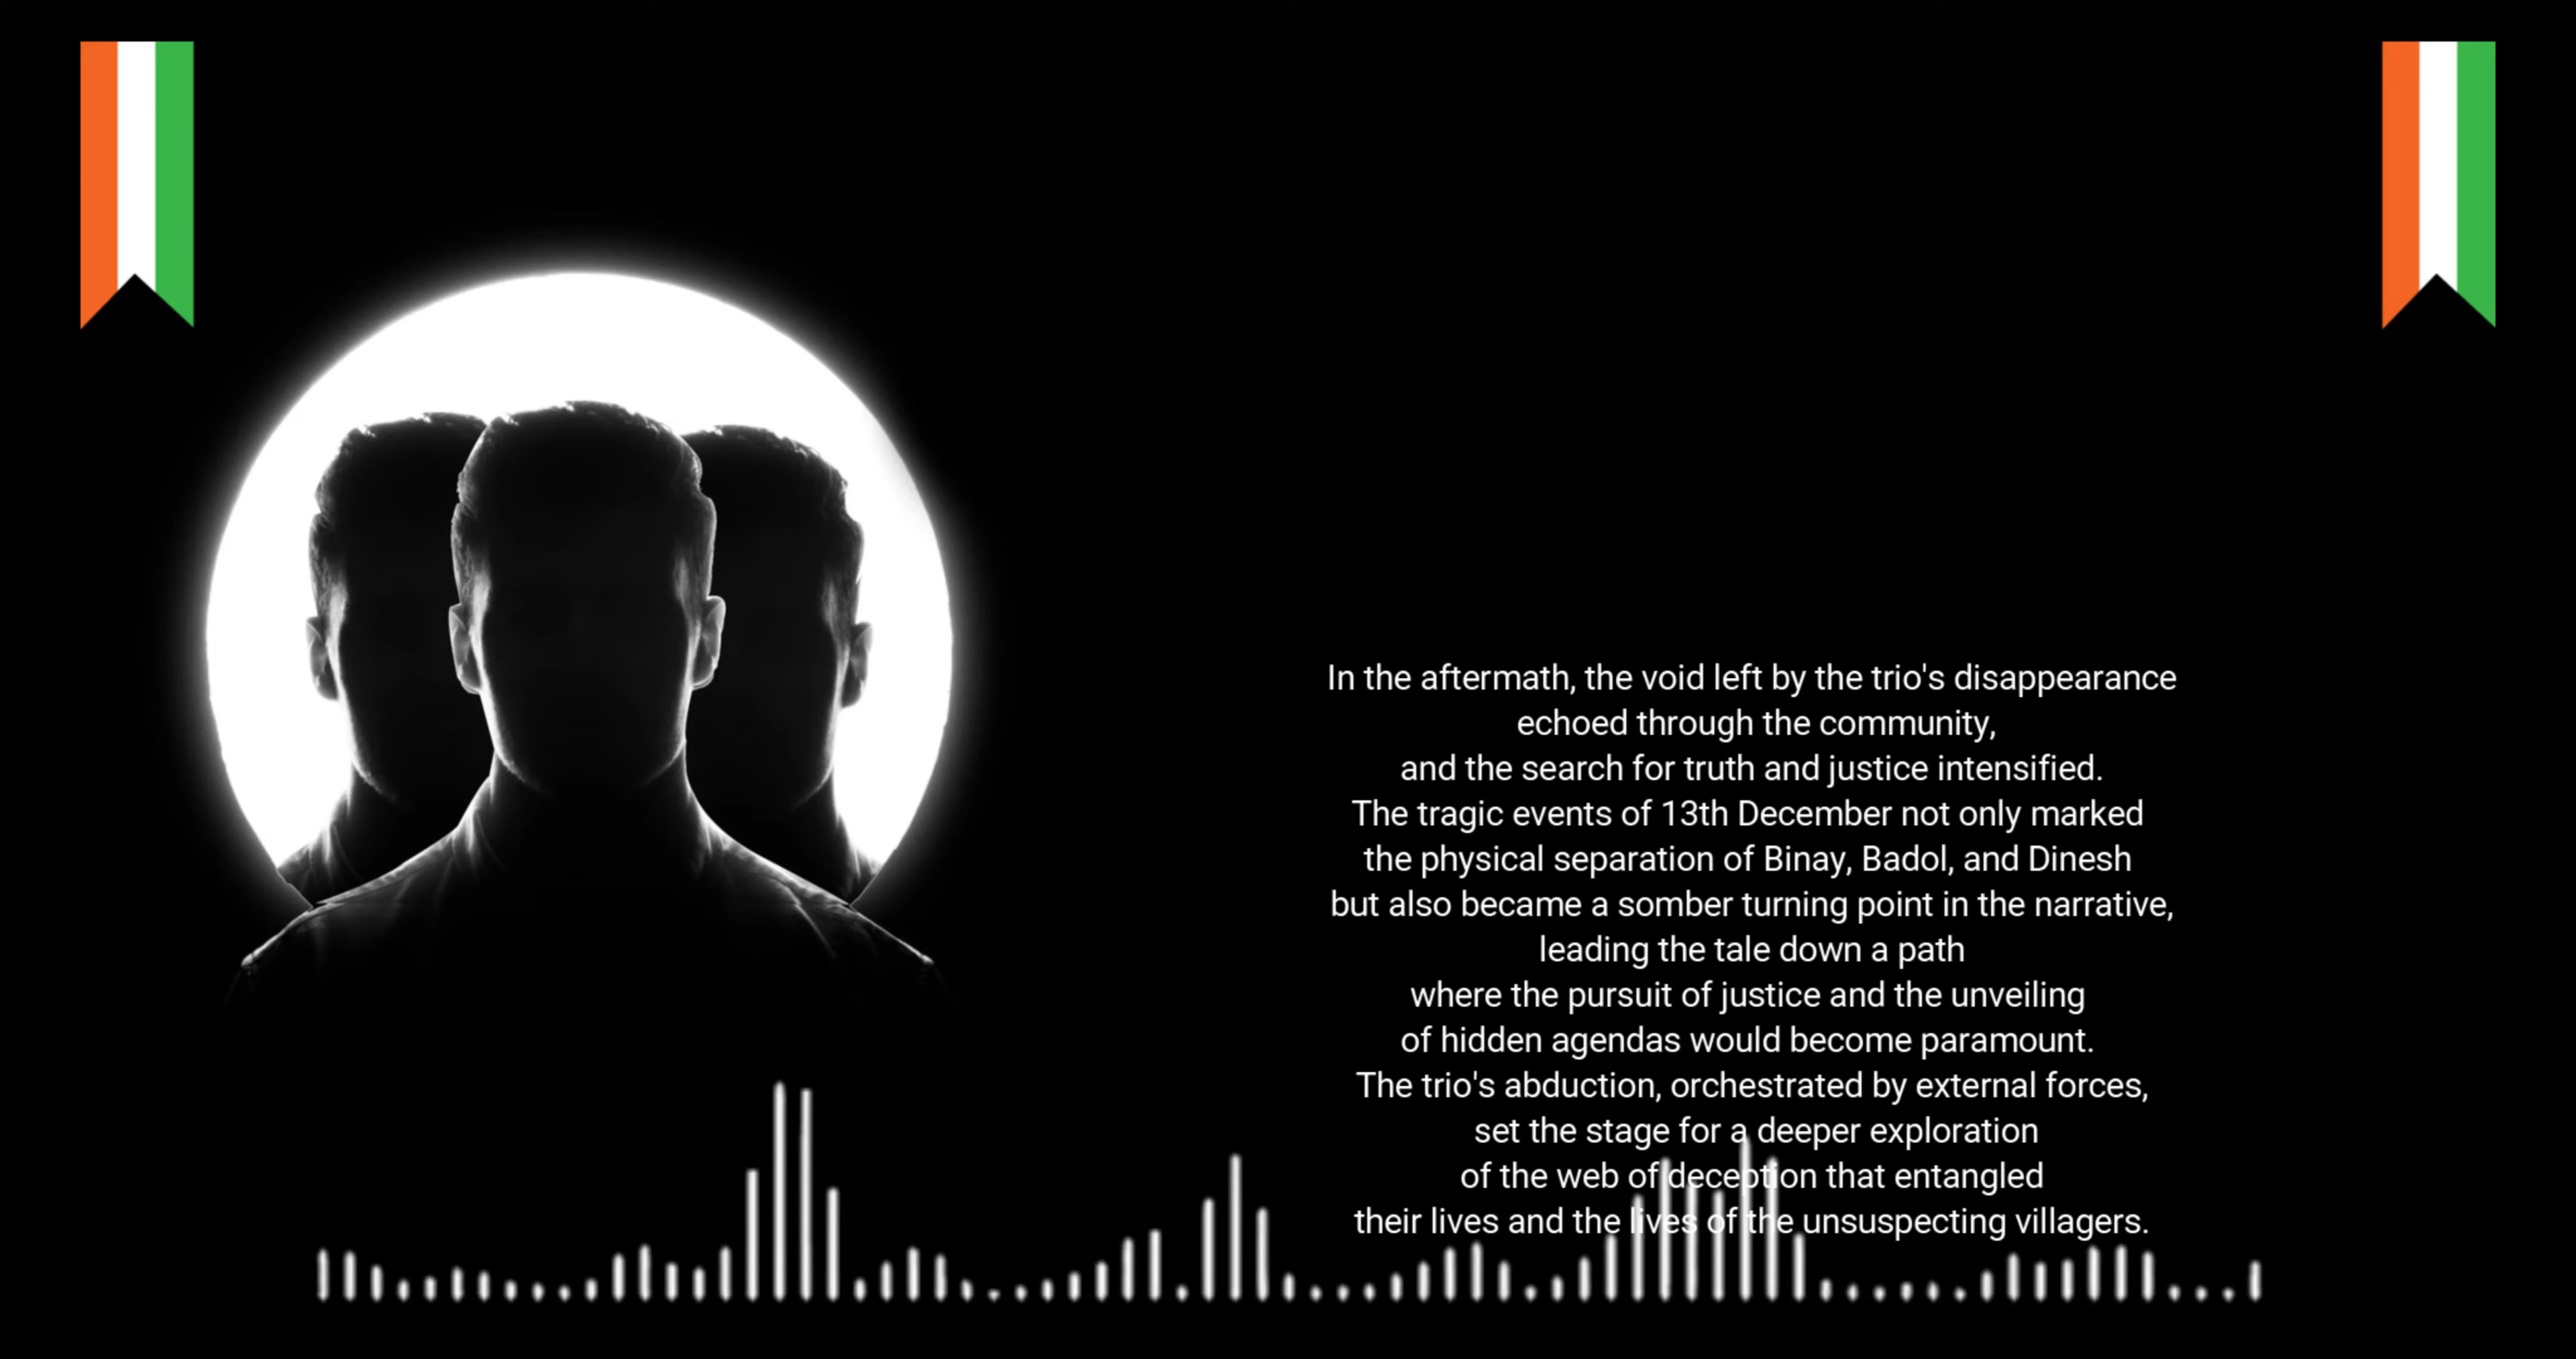 In the aftermath, the void left by the trio's disappearance
echoed through the community,
and the search for truth and justice intensified.
The tragic events of 13th December not only marked
the physical separation of Binay, Badol, and Dinesh
but also became a somber turning point in the narrative,
leading the tale down a path
where the pursuit of justice and the unveiling
of hidden agendas would become paramount.
The trio's abduction, orchestrated by external forces,
set the stage for a deeper exploration
of the web of deception that entangled
their lives and the lives of the unsuspecting villagers.